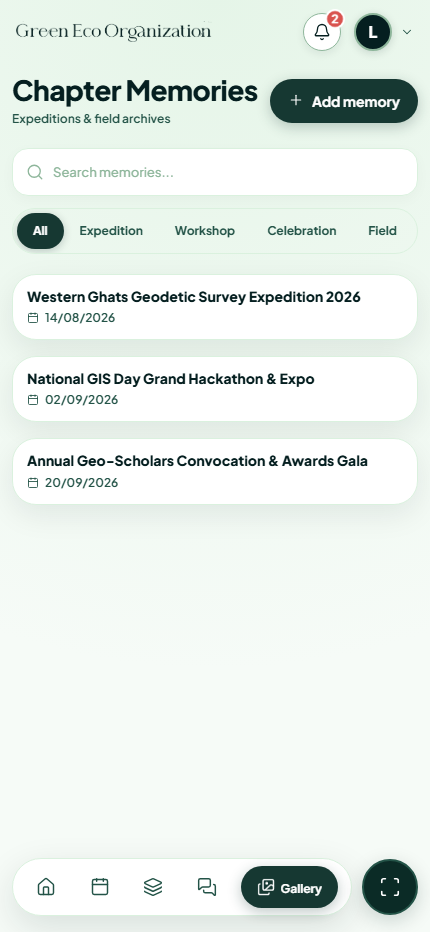 Green Eco Organization
2
L
Chapter Memories
Expeditions & field archives
Add memory
Search memories...
All
Expedition
Workshop
Celebration
Field
Western Ghats Geodetic Survey Expedition 2026
14/08/2026
National GIS Day Grand Hackathon & Expo
02/09/2026
Annual Geo-Scholars Convocation & Awards Gala
20/09/2026
Gallery